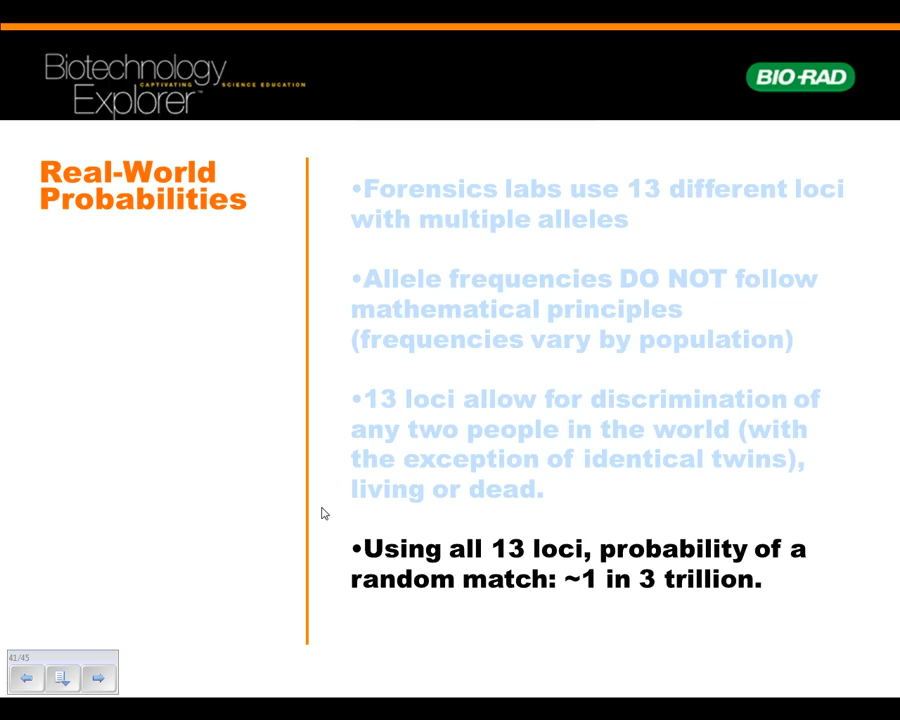 Biotechnology
CAPTIVATING SCIENCE EDUCATION
Explorer™
BIO-RAD
Real-World
Probabilities
•Forensics labs use 13 different loci
with multiple alleles
•Allele frequencies DO NOT follow
mathematical principles
(frequencies vary by population)
•13 loci allow for discrimination of
any two people in the world (with
the exception of identical twins),
living or dead.
•Using all 13 loci, probability of a
random match: ~1 in 3 trillion.
41/45